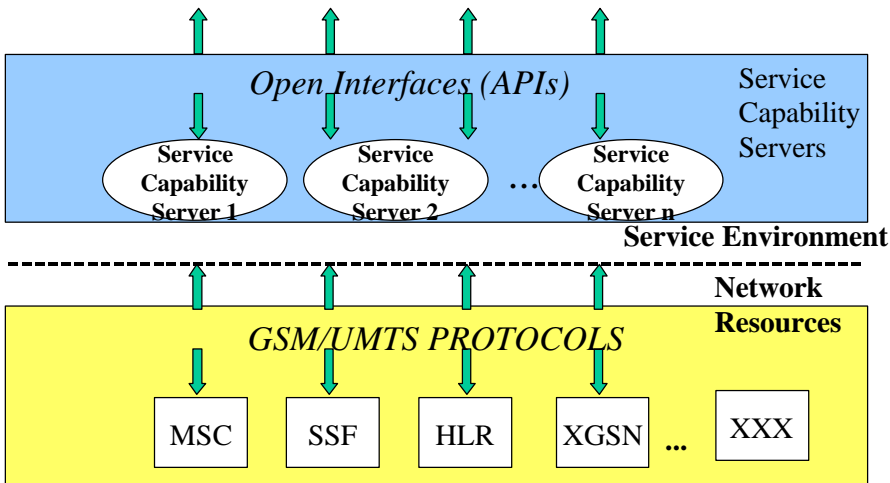 Open Interfaces (APIs)
Service
Capability
Servers
Service
Capability
Server 1
Service
Capability
Server 2
...
Service
Capability
Server n
Service Environment
Network
Resources
GSM/UMTS PROTOCOLS
MSC
SSF
HLR
XGSN
...
XXX